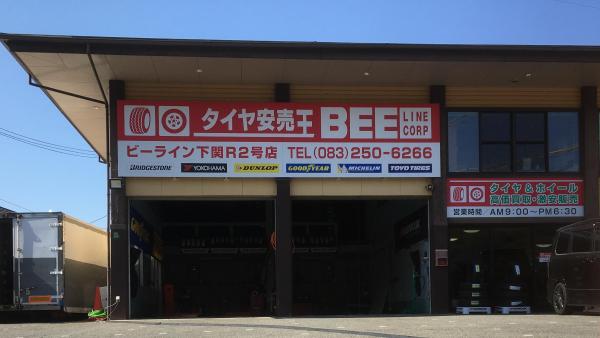 タイヤ安売王 BEE LINE CORP
ビーライン下関R2号店 TEL(083)250-6266
BRIDGESTONE YOKOHAMA DUNLOP GOODYEAR MICHELIN TOYO TIRES
タイヤ&ホイール
高価買取・激安販売
営業時間 AM9:00〜PM6:30